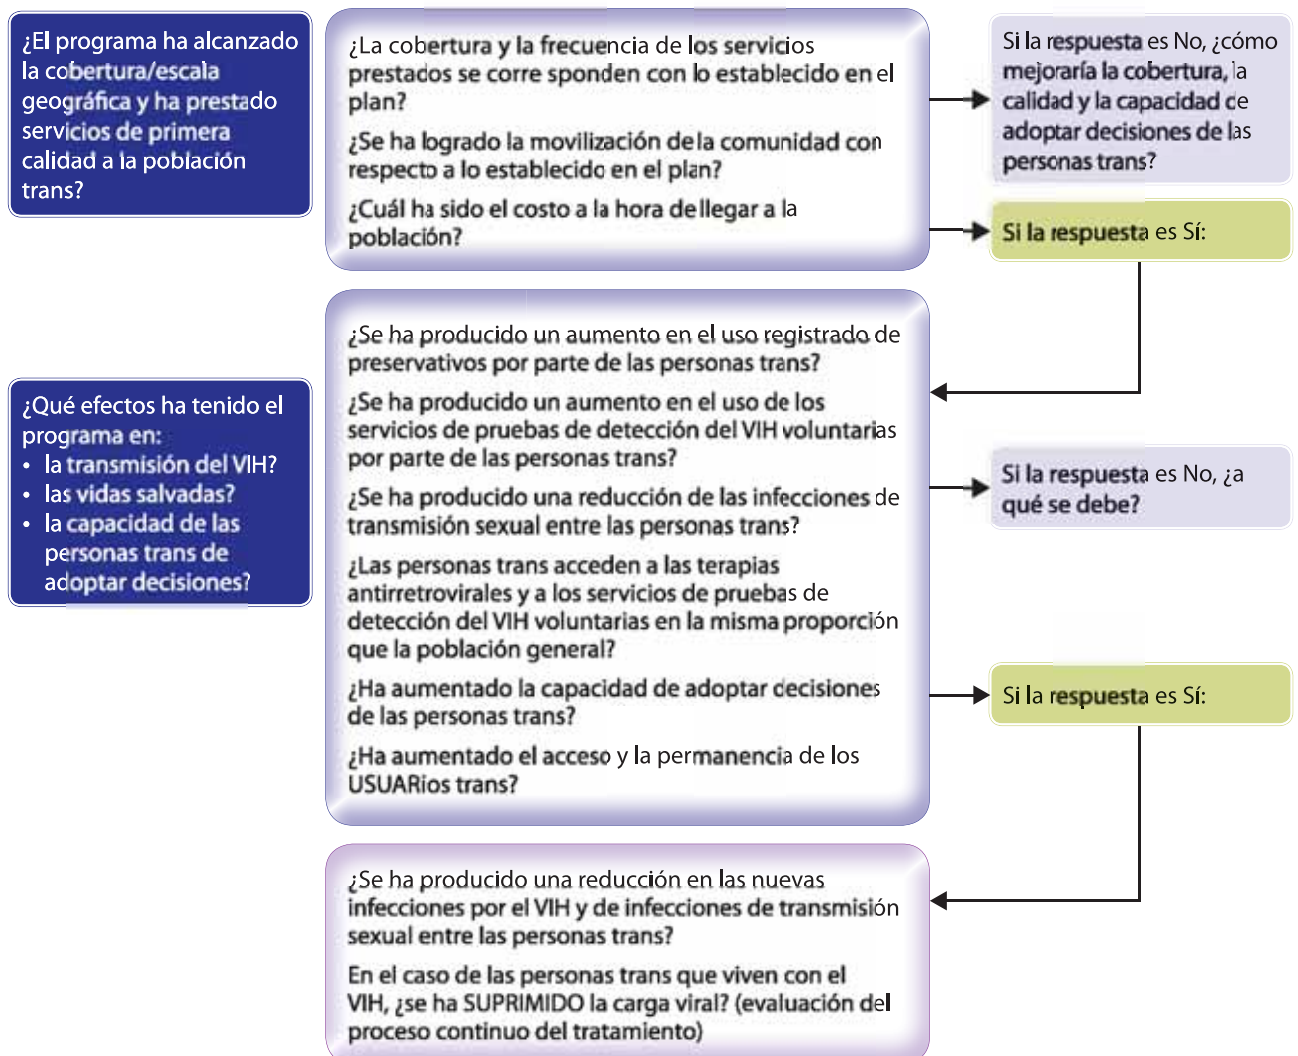 ¿El programa ha alcanzado
la cobertura/escala
geográfica y ha prestado
servicios de primera
calidad a la población
trans?
¿La cobertura y la frecuencia de los servicios
prestados se corre sponden con lo establecido en el
plan?
¿Se ha logrado la movilización de la comunidad con
respecto a lo establecido en el plan?
¿Cuál ha sido el costo a la hora de llegar a la
población?
Si la respuesta es No, ¿cómo
mejoraría la cobertura, la
calidad y la capacidad de
adoptar decisiones de las
personas trans?
Si la respuesta es Sí:
¿Qué efectos ha tenido el
programa en:
• la transmisión del VIH?
• las vidas salvadas?
• la capacidad de las
personas trans de
adoptar decisiones?
¿Se ha producido un aumento en el uso registrado de
preservativos por parte de las personas trans?
¿Se ha producido un aumento en el uso de los
servicios de pruebas de detección del VIH voluntarias
por parte de las personas trans?
¿Se ha producido una reducción de las infecciones de
transmisión sexual entre las personas trans?
¿Las personas trans acceden a las terapias
antirretrovirales y a los servicios de pruebas de
detección del VIH voluntarias en la misma proporción
que la población general?
¿Ha aumentado la capacidad de adoptar decisiones
de las personas trans?
¿Ha aumentado el acceso y la permanencia de los
USUARios trans?
Si la respuesta es No, ¿a
qué se debe?
Si la respuesta es Sí:
¿Se ha producido una reducción en las nuevas
infecciones por el VIH y de infecciones de transmisión
sexual entre las personas trans?
En el caso de las personas trans que viven con el
VIH, ¿se ha SUPRIMIDO la carga viral? (evaluación del
proceso continuo del tratamiento)